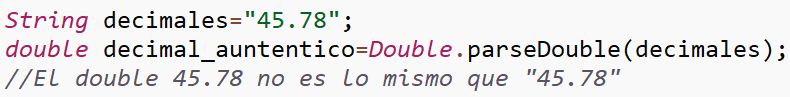 String decimales="45.78";
double decimal_auntentico=Double.parseDouble(decimales);
//El double 45.78 no es lo mismo que "45.78"